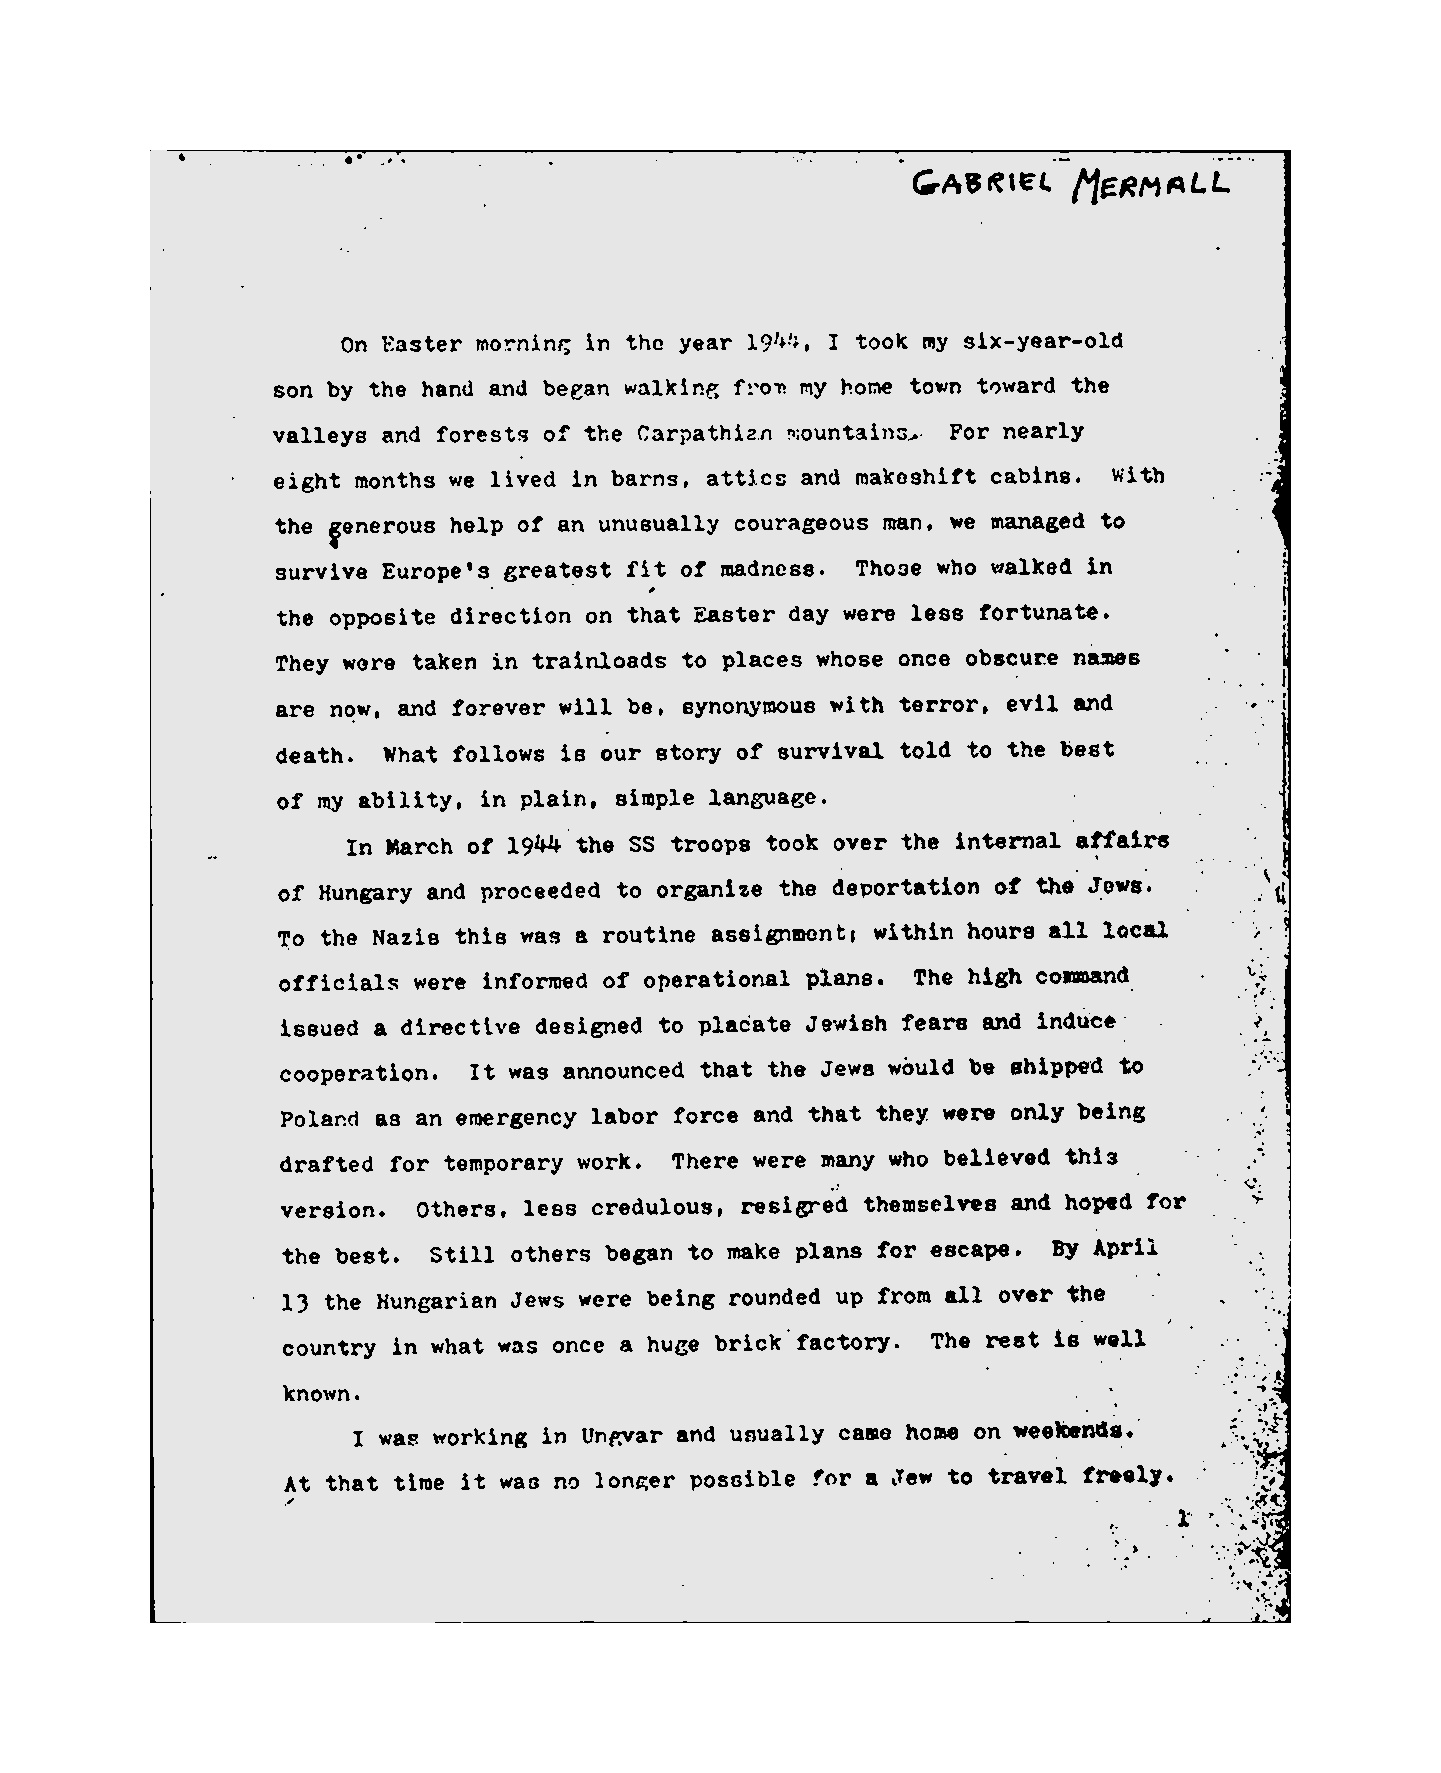 GABRIEL MERMALL
On Easter morning in the year 1944, I took my six-year-old
son by the hand and began walking from my home town toward the
valleys and forests of the Carpathian mountains. For nearly
eight months we lived in barns, attics and makeshift cabins. With
the generous help of an unusually courageous man, we managed to
survive Europe's greatest fit of madness. Those who walked in
the opposite direction on that Easter day were less fortunate.
They were taken in trainloads to places whose once obscure names
are now, and forever will be, synonymous with terror, evil and
death. What follows is our story of survival told to the best
of my ability, in plain, simple language.
In March of 1944 the SS troops took over the internal affairs
of Hungary and proceeded to organize the deportation of the Jews.
To the Nazis this was a routine assignment; within hours all local
officials were informed of operational plans. The high command
issued a directive designed to placate Jewish fears and induce
cooperation. It was announced that the Jews would be shipped to
Poland as an emergency labor force and that they were only being
drafted for temporary work. There were many who believed this
version. Others, less credulous, resigned themselves and hoped for
the best. Still others began to make plans for escape. By April
13 the Hungarian Jews were being rounded up from all over the
country in what was once a huge brick factory. The rest is well
known.
I was working in Ungvar and usually came home on weekends.
At that time it was no longer possible for a Jew to travel freely.
1